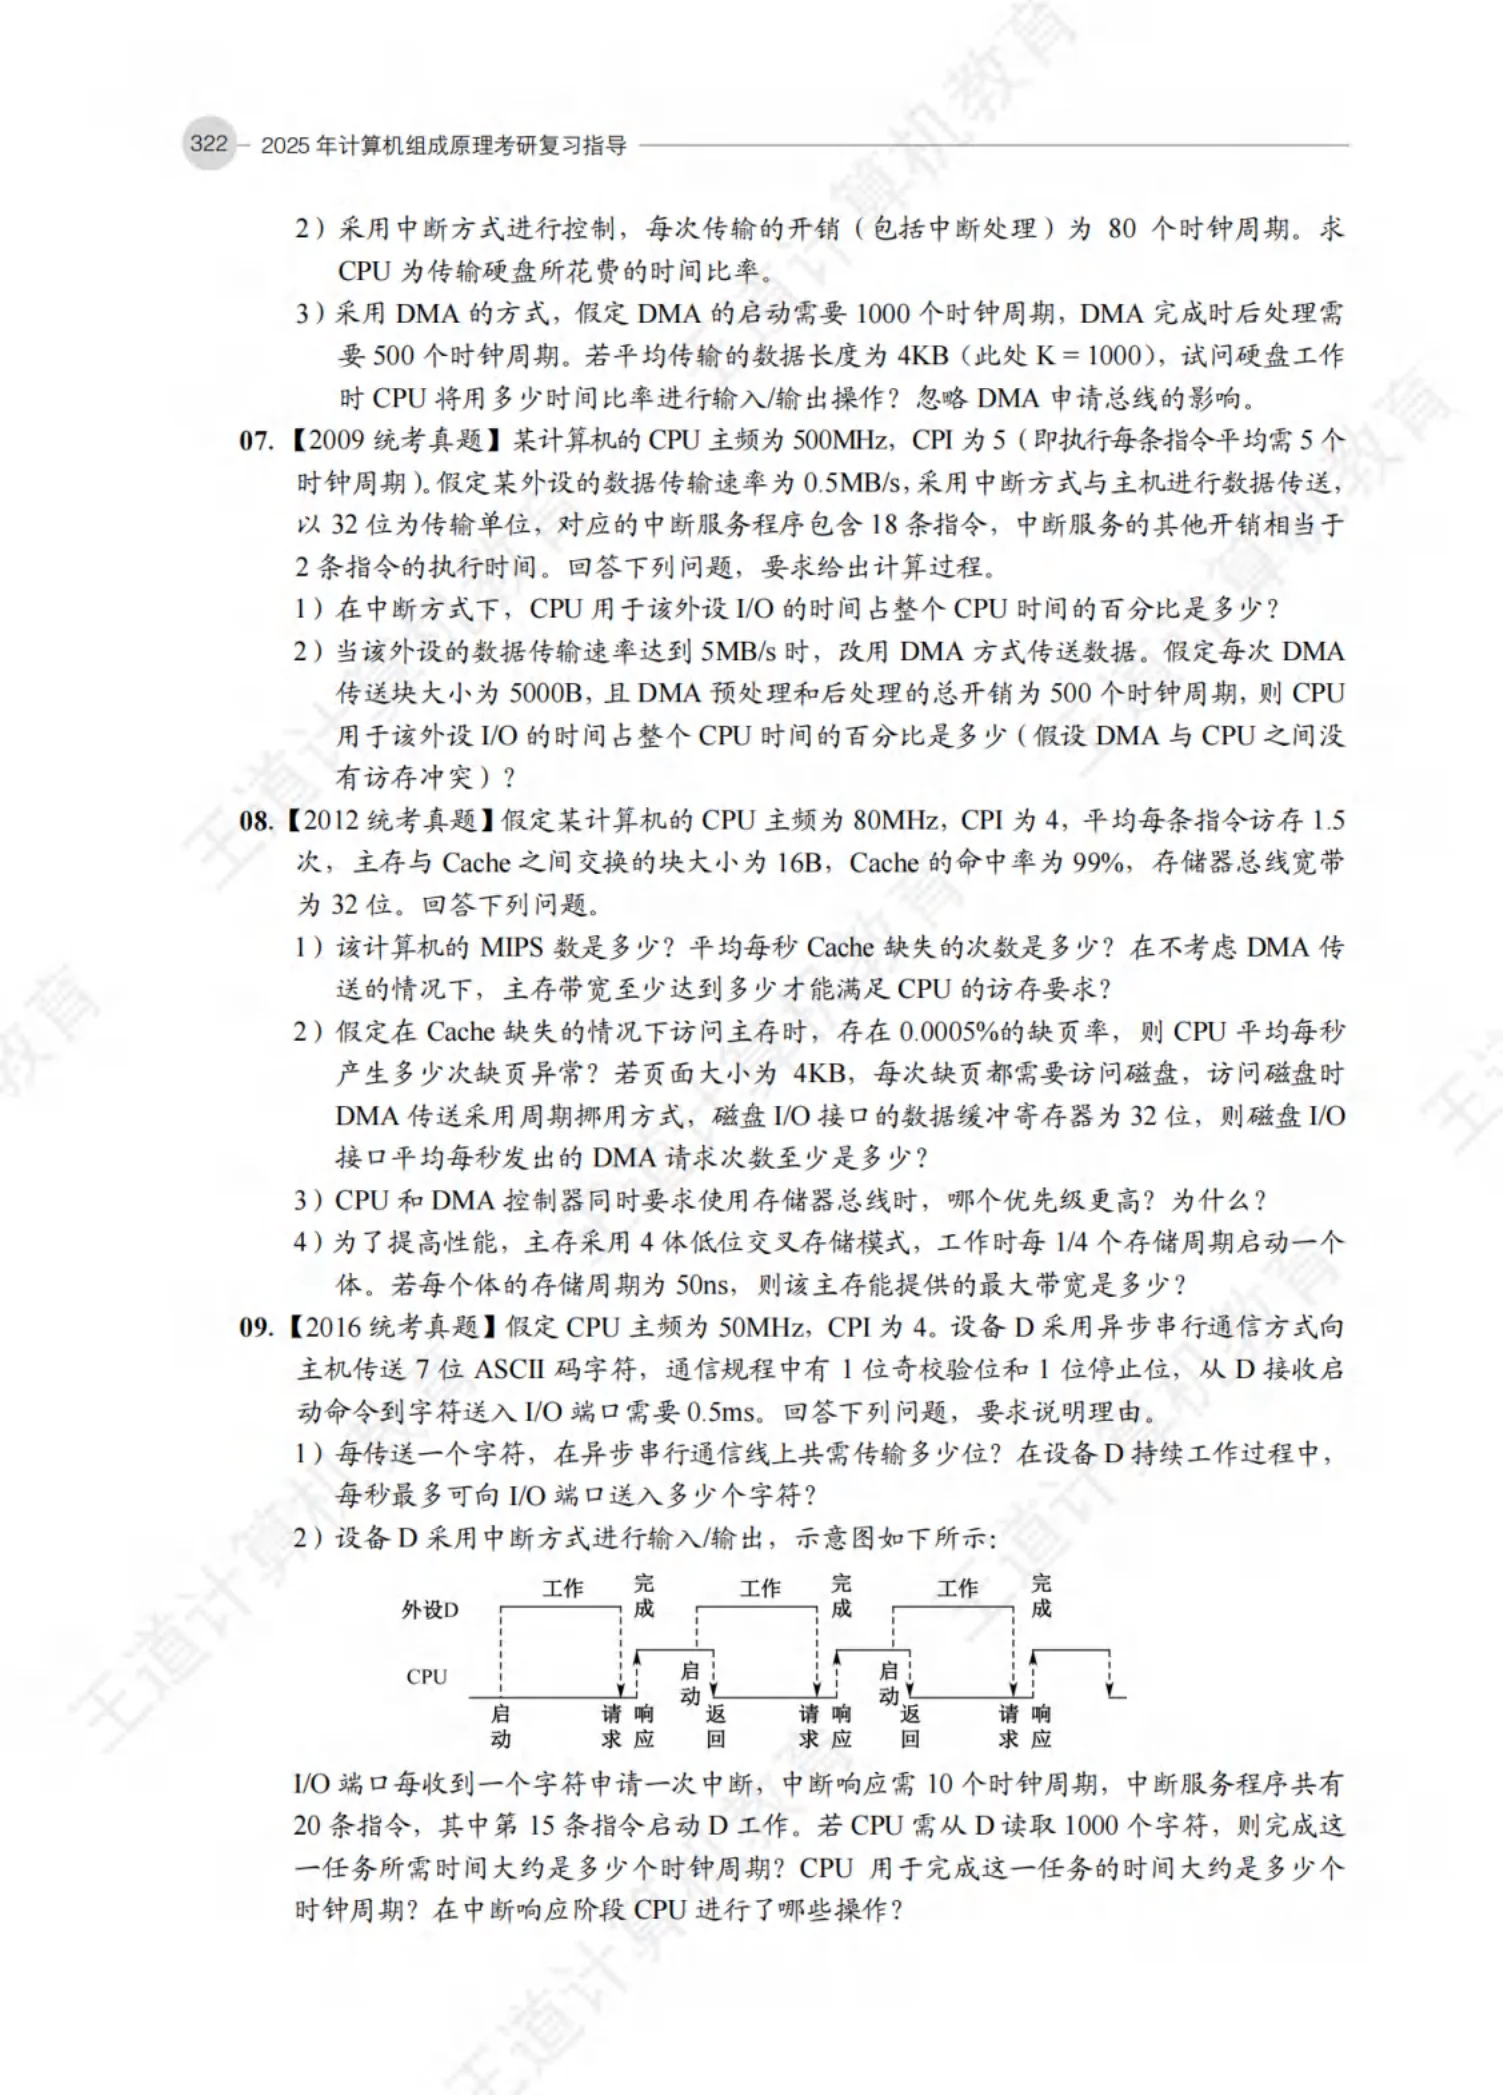 322 2025 年计算机组成原理考研复习指导
2）采用中断方式进行控制，每次传输的开销（包括中断处理）为 80 个时钟周期。求
CPU 为传输硬盘所花费的时间比率。
3）采用 DMA 的方式，假定 DMA 的启动需要 1000 个时钟周期，DMA 完成时后处理需
要 500 个时钟周期。若平均传输的数据长度为 4KB（此处 K = 1000），试问硬盘工作
时 CPU 将用多少时间比率进行输入/输出操作？忽略 DMA 申请总线的影响。
07.【2009 统考真题】某计算机的 CPU 主频为 500MHz，CPI 为 5（即执行每条指令平均需 5 个
时钟周期）。假定某外设的数据传输速率为 0.5MB/s，采用中断方式与主机进行数据传送，
以 32 位为传输单位，对应的中断服务程序包含 18 条指令，中断服务的其他开销相当于
2 条指令的执行时间。回答下列问题，要求给出计算过程。
1）在中断方式下，CPU 用于该外设 I/O 的时间占整个 CPU 时间的百分比是多少？
2）当该外设的数据传输速率达到 5MB/s 时，改用 DMA 方式传送数据。假定每次 DMA
传送块大小为 5000B，且 DMA 预处理和后处理的总开销为 500 个时钟周期，则 CPU
用于该外设 I/O 的时间占整个 CPU 时间的百分比是多少（假设 DMA 与 CPU 之间没
有访存冲突）？
08.【2012 统考真题】假定某计算机的 CPU 主频为 80MHz，CPI 为 4，平均每条指令访存 1.5
次，主存与 Cache 之间交换的块大小为 16B，Cache 的命中率为 99%，存储器总线宽带
为 32 位。回答下列问题。
1）该计算机的 MIPS 数是多少？平均每秒 Cache 缺失的次数是多少？在不考虑 DMA 传
送的情况下，主存带宽至少达到多少才能满足 CPU 的访存要求？
2）假定在 Cache 缺失的情况下访问主存时，存在 0.0005%的缺页率，则 CPU 平均每秒
产生多少次缺页异常？若页面大小为 4KB，每次缺页都需要访问磁盘，访问磁盘时
DMA 传送采用周期挪用方式，磁盘 I/O 接口的数据缓冲寄存器为 32 位，则磁盘 I/O
接口平均每秒发出的 DMA 请求次数至少是多少？
3）CPU 和 DMA 控制器同时要求使用存储器总线时，哪个优先级更高？为什么？
4）为了提高性能，主存采用 4 体低位交叉存储模式，工作时每 1/4 个存储周期启动一个
体。若每个体的存储周期为 50ns，则该主存能提供的最大带宽是多少？
09.【2016 统考真题】假定 CPU 主频为 50MHz，CPI 为 4。设备 D 采用异步串行通信方式向
主机传送 7 位 ASCII 码字符，通信规程中有 1 位奇校验位和 1 位停止位，从 D 接收启
动命令到字符送入 I/O 端口需要 0.5ms。回答下列问题，要求说明理由。
1）每传送一个字符，在异步串行通信线上共需传输多少位？在设备 D 持续工作过程中，
每秒最多可向 I/O 端口送入多少个字符？
2）设备 D 采用中断方式进行输入/输出，示意图如下所示：
工作 完成 工作 完成 工作 完成
外设D
CPU
启动 启动
启动 请求 响应 返回 请求 响应 返回 请求 响应
I/O 端口每收到一个字符申请一次中断，中断响应需 10 个时钟周期，中断服务程序共有
20 条指令，其中第 15 条指令启动 D 工作。若 CPU 需从 D 读取 1000 个字符，则完成这
一任务所需时间大约是多少个时钟周期？CPU 用于完成这一任务的时间大约是多少个
时钟周期？在中断响应阶段 CPU 进行了哪些操作？